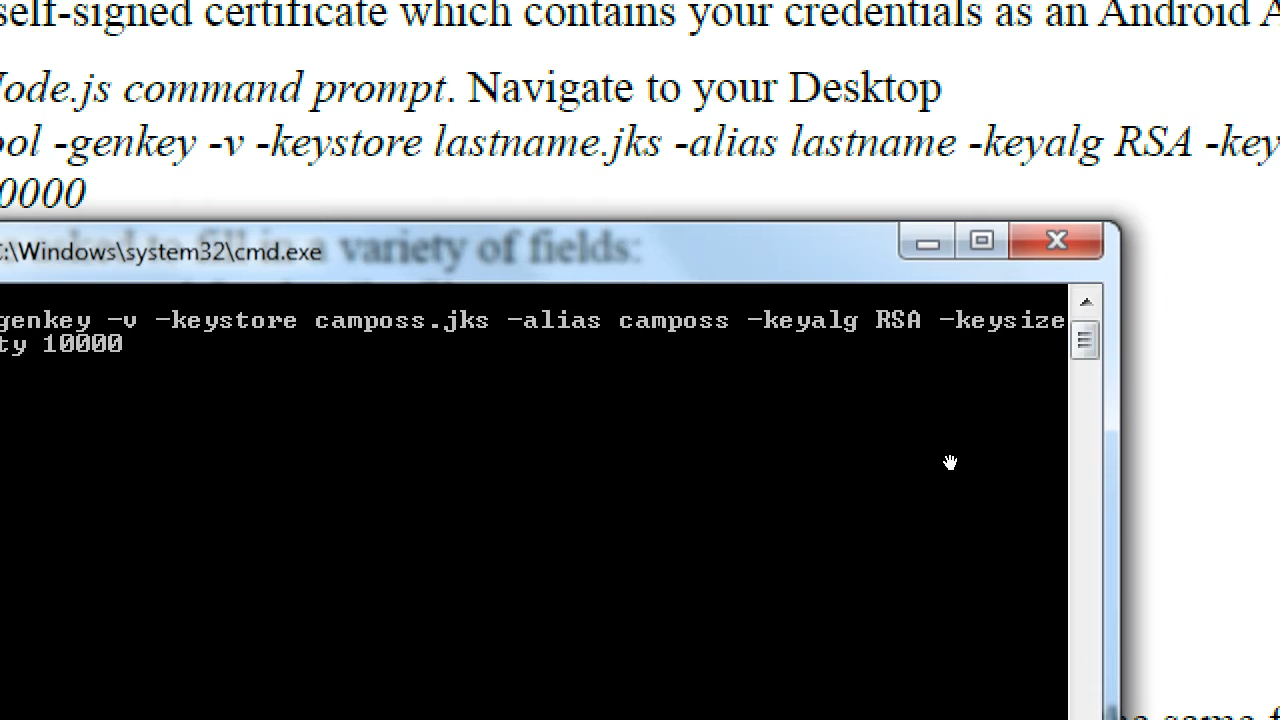 self-signed certificate which contains your credentials as an Android A
Node.js command prompt. Navigate to your Desktop
ool -genkey -v -keystore lastname.jks -alias lastname -keyalg RSA -key
0000
variety of fields:
C:\Windows\system32\cmd.exe
genkey -v -keystore camposs.jks -alias camposs -keyalg RSA -keysize
ty 10000